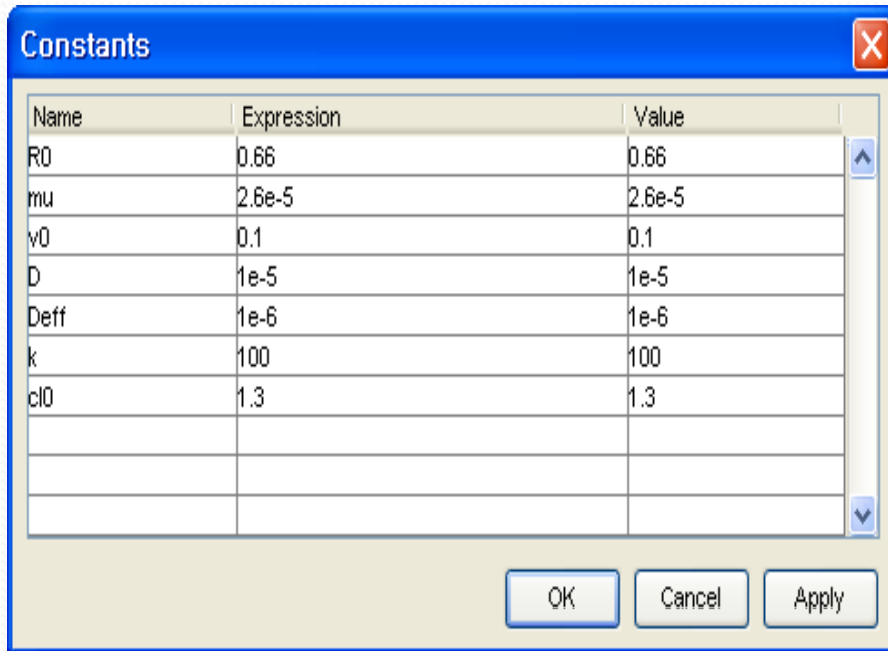 Constants
Name Expression Value
R0 0.66 0.66
mu 2.6e-5 2.6e-5
v0 0.1 0.1
D 1e-5 1e-5
Deff 1e-6 1e-6
k 100 100
cl0 1.3 1.3
OK Cancel Apply